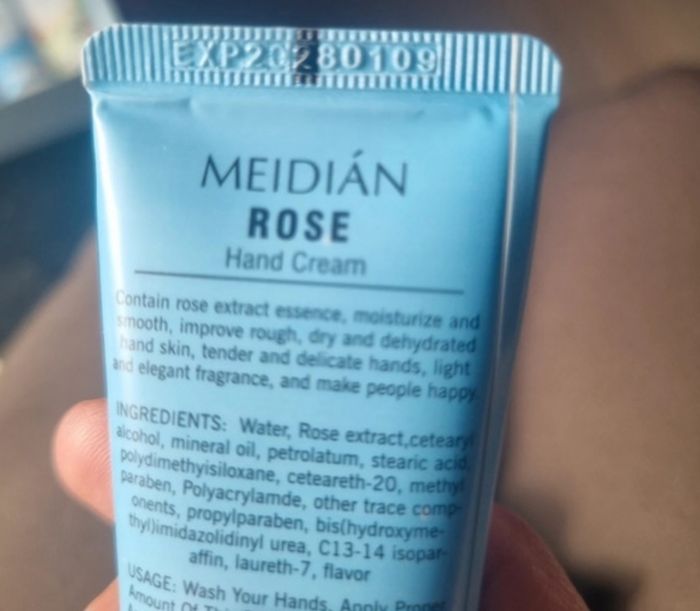 EXP20280109
MEIDIÁN
ROSE
Hand Cream
Contain rose extract essence, moisturize and
smooth, improve rough, dry and dehydrated
hand skin, tender and delicate hands, light
and elegant fragrance, and make people happy.
INGREDIENTS: Water, Rose extract,cetearyl
alcohol, mineral oil, petrolatum, stearic acid,
polydimethyisiloxane, ceteareth-20, methyl
paraben, Polyacrylamde, other trace comp-
onents, propylparaben, bis(hydroxyme-
thyl)imidazolidinyl urea, C13-14 isopar-
affin, laureth-7, flavor
USAGE: Wash Your Hands, Apply Proper
Amount Of This